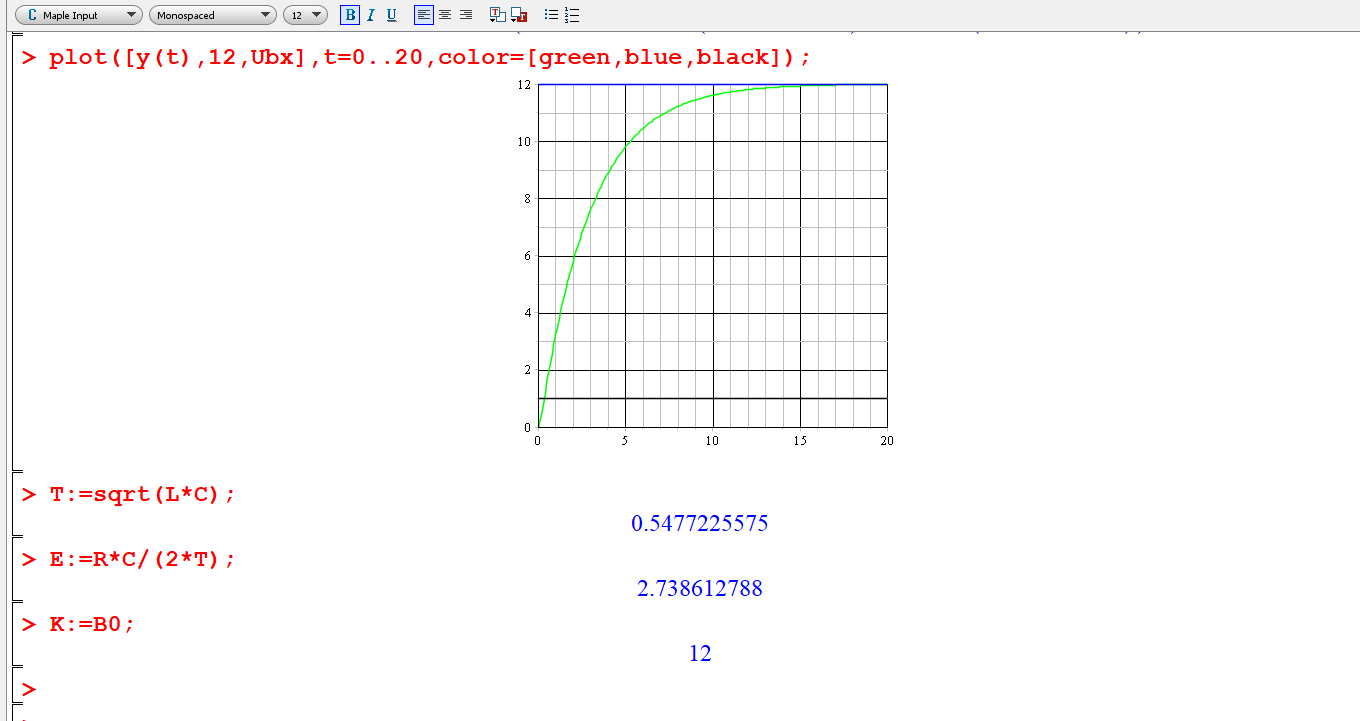 C Maple Input Monospaced 12 B I U
> plot([y(t),12,Ubx],t=0..20,color=[green,blue,black]);
12
10
8
6
4
2
0
0 5 10 15 20
> T:=sqrt(L*C);
0.5477225575
> E:=R*C/(2*T);
2.738612788
> K:=B0;
12
>